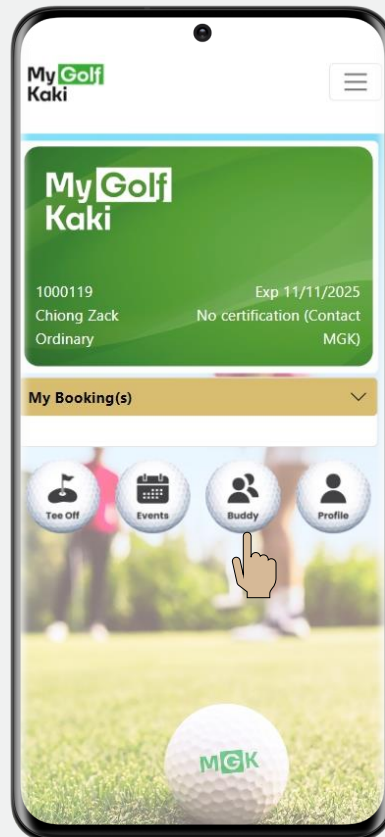 My Golf
Kaki
My Golf
Kaki
1000119
Exp 11/11/2025
Chiong Zack
No certification (Contact
Ordinary
MGK)
My Booking(s)
Tee Off
Events
Buddy
Profile
MGK